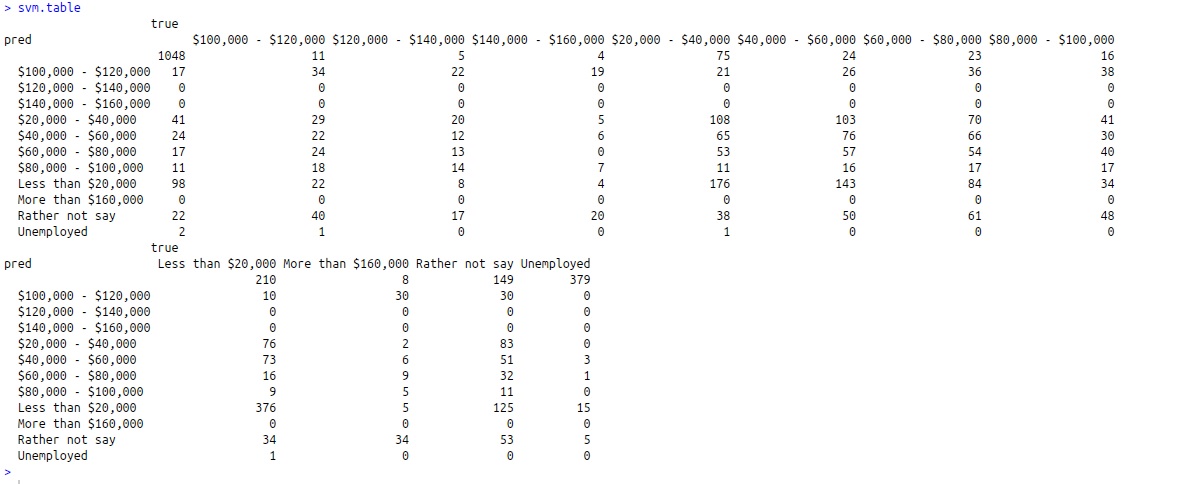 > svm.table
true
pred $100,000 - $120,000 $120,000 - $140,000 $140,000 - $160,000 $20,000 - $40,000 $40,000 - $60,000 $60,000 - $80,000 $80,000 - $100,000
1048 11 5 4 75 24 23 16
$100,000 - $120,000 17 34 22 19 21 26 36 38
$120,000 - $140,000 0 0 0 0 0 0 0 0
$140,000 - $160,000 0 0 0 0 0 0 0 0
$20,000 - $40,000 41 29 20 5 108 103 70 41
$40,000 - $60,000 24 22 12 6 65 76 66 30
$60,000 - $80,000 17 24 13 0 53 57 54 40
$80,000 - $100,000 11 18 14 7 11 16 17 17
Less than $20,000 98 22 8 4 176 143 84 34
More than $160,000 0 0 0 0 0 0 0 0
Rather not say 22 40 17 20 38 50 61 48
Unemployed 2 1 0 0 1 0 0 0
true
pred Less than $20,000 More than $160,000 Rather not say Unemployed
210 8 149 379
$100,000 - $120,000 10 30 30 0
$120,000 - $140,000 0 0 0 0
$140,000 - $160,000 0 0 0 0
$20,000 - $40,000 76 2 83 0
$40,000 - $60,000 73 6 51 3
$60,000 - $80,000 16 9 32 1
$80,000 - $100,000 9 5 11 0
Less than $20,000 376 5 125 15
More than $160,000 0 0 0 0
Rather not say 34 34 53 5
Unemployed 1 0 0 0
>